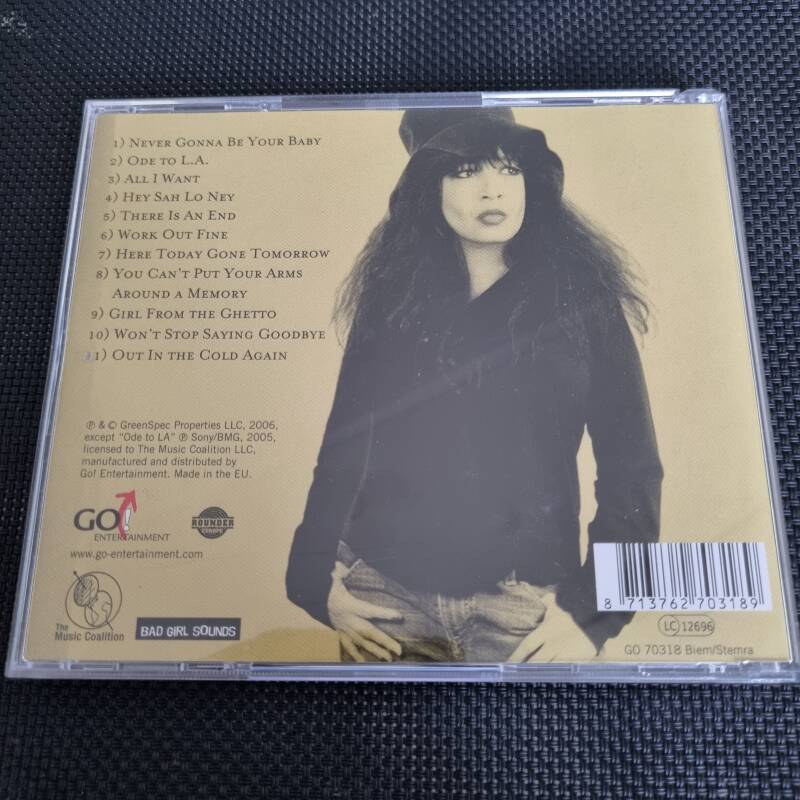 1) Never Gonna Be Your Baby
2) Ode to L.A.
3) All I Want
4) Hey Sah Lo Ney
5) There Is An End
6) Work Out Fine
7) Here Today Gone Tomorrow
8) You Can't Put Your Arms
Around a Memory
9) Girl From the Ghetto
10) Won't Stop Saying Goodbye
11) Out In the Cold Again
℗ & © GreenSpec Properties LLC, 2006,
except "Ode to LA" ℗ Sony/BMG, 2005,
licensed to The Music Coalition LLC,
manufactured and distributed by
Go! Entertainment. Made in the EU.
GO!
ENTERTAINMENT
ROUNDER
EUROPE
www.go-entertainment.com
The
Music Coalition
BAD GIRL SOUNDS
8 713762 703189
LC 12696
GO 70318 Biem/Stemra